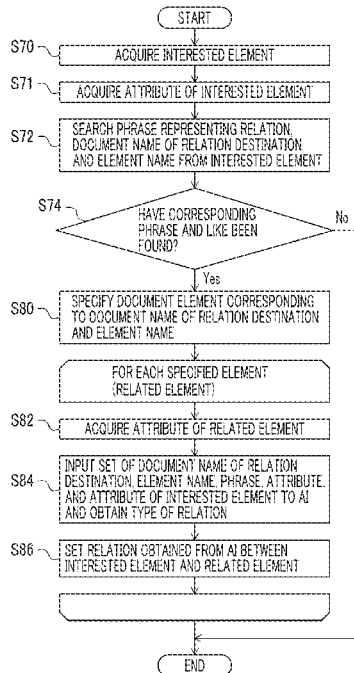 START
S70
ACQUIRE INTERESTED ELEMENT
S71
ACQUIRE ATTRIBUTE OF INTERESTED ELEMENT
S72
SEARCH PHRASE REPRESENTING RELATION,
DOCUMENT NAME OF RELATION DESTINATION,
AND ELEMENT NAME FROM INTERESTED ELEMENT
S74
HAVE CORRESPONDING
PHRASE AND LIKE BEEN
FOUND?
No
Yes
S80
SPECIFY DOCUMENT ELEMENT CORRESPONDING
TO DOCUMENT NAME OF RELATION DESTINATION
AND ELEMENT NAME
FOR EACH SPECIFIED ELEMENT
(RELATED ELEMENT)
S82
ACQUIRE ATTRIBUTE OF RELATED ELEMENT
S84
INPUT SET OF DOCUMENT NAME OF RELATION
DESTINATION, ELEMENT NAME, PHRASE, ATTRIBUTE,
AND ATTRIBUTE OF INTERESTED ELEMENT TO AI
AND OBTAIN TYPE OF RELATION
S86
SET RELATION OBTAINED FROM AI BETWEEN
INTERESTED ELEMENT AND RELATED ELEMENT
END